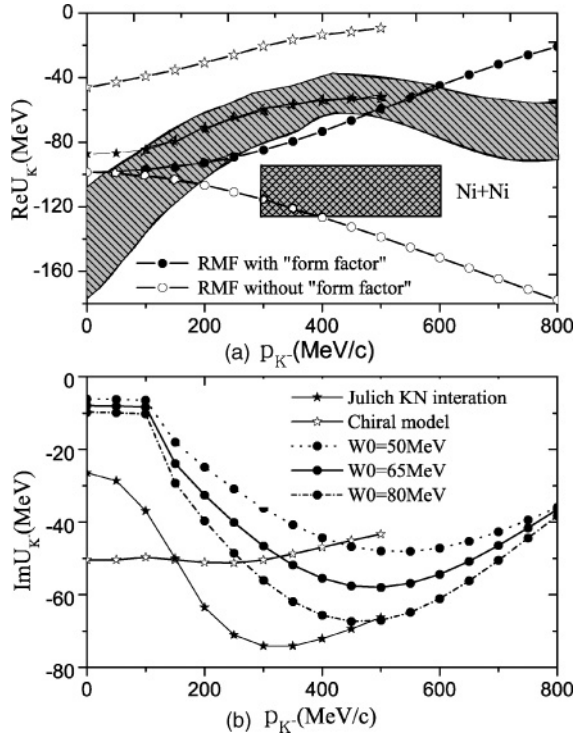 0
-40
-80
-120
-160
ReU_K-(MeV)
Ni+Ni
RMF with "form factor"
RMF without "form factor"
0 200 400 600 800
(a) p_K-(MeV/c)
0
-20
-40
-60
-80
ImU_K-(MeV)
Julich KN interation
Chiral model
W0=50MeV
W0=65MeV
W0=80MeV
0 200 400 600 800
(b) p_K-(MeV/c)